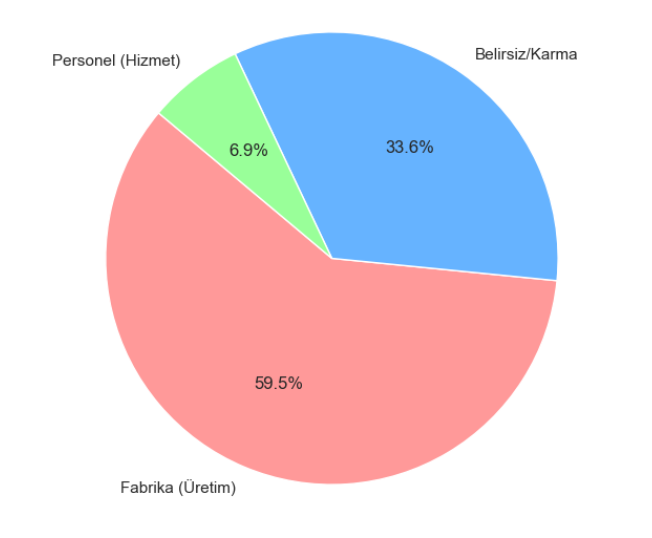 Personel (Hizmet)
Belirsiz/Karma
6.9%
33.6%
59.5%
Fabrika (Üretim)